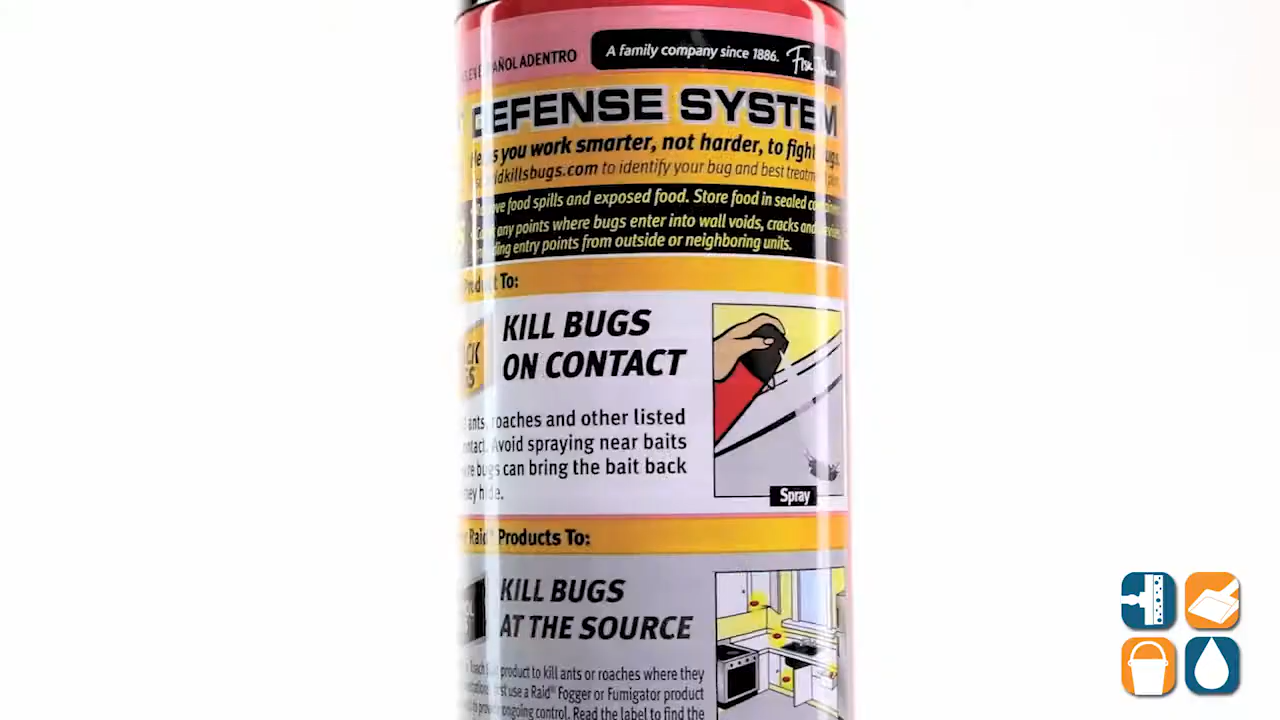 A family company since 1886.
DEFENSE SYSTEM
you work smarter, not harder, to fight
to identify your bug and best
food spills and exposed food. Store food in sealed
any points where bugs enter into wall voids, cracks and
entry points from outside or neighboring units.
To:
KILL BUGS
ON CONTACT
ants, roaches and other listed
Avoid spraying near baits
bugs can bring the bait back
Spray
Raid® Products To:
KILL BUGS
AT THE SOURCE
product to kill ants or roaches where they
use a Raid® Fogger or Fumigator product
ongoing control. Read the label to find the